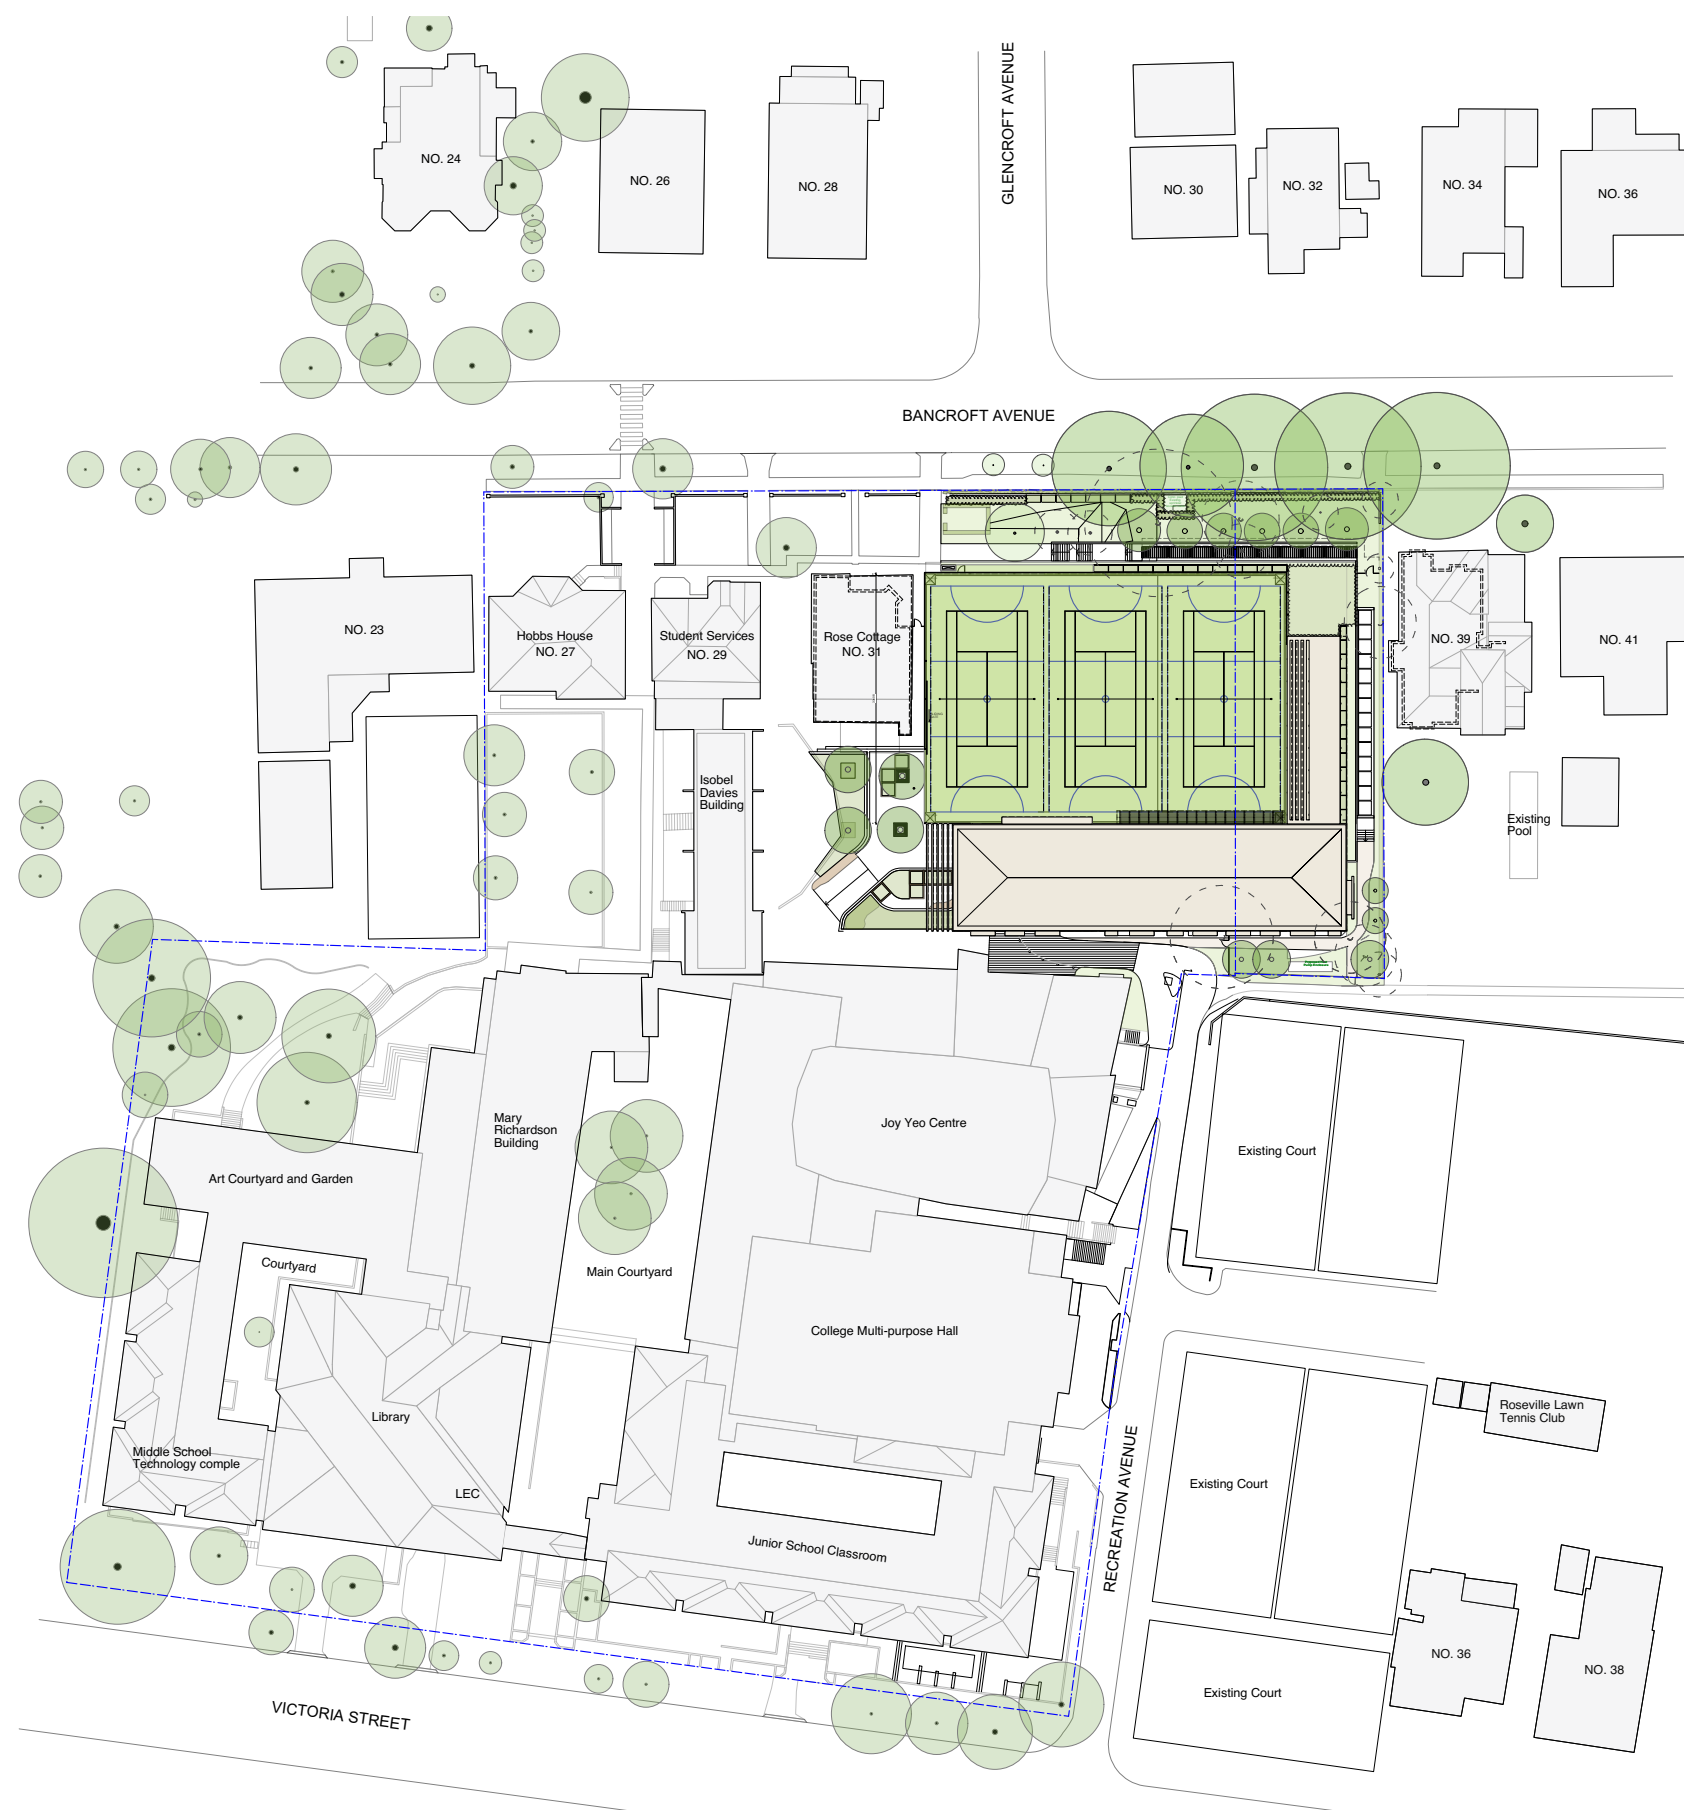 GLENCROFT AVENUE
NO. 24
NO. 26
NO. 28
NO. 30
NO. 32
NO. 34
NO. 36
BANCROFT AVENUE
NO. 23
Hobbs House
NO. 27
Student Services
NO. 29
Rose Cottage
NO. 31
NO. 39
NO. 41
Isobel
Davies
Building
Existing
Pool
Mary
Richardson
Building
Joy Yeo Centre
Existing Court
Art Courtyard and Garden
Courtyard
Main Courtyard
College Multi-purpose Hall
Library
Middle School
Technology comple
LEC
Junior School Classroom
Roseville Lawn
Tennis Club
Existing Court
RECREATION AVENUE
NO. 36
NO. 38
Existing Court
VICTORIA STREET